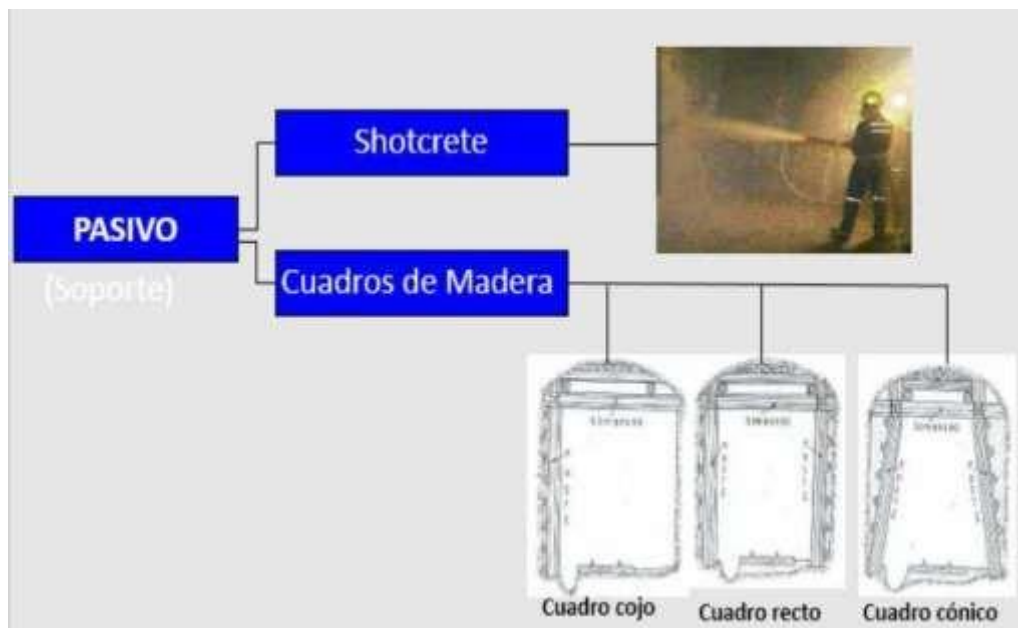 Shotcrete
PASIVO
(Soporte)
Cuadros de Madera
Cuadro cojo
Cuadro recto
Cuadro cónico